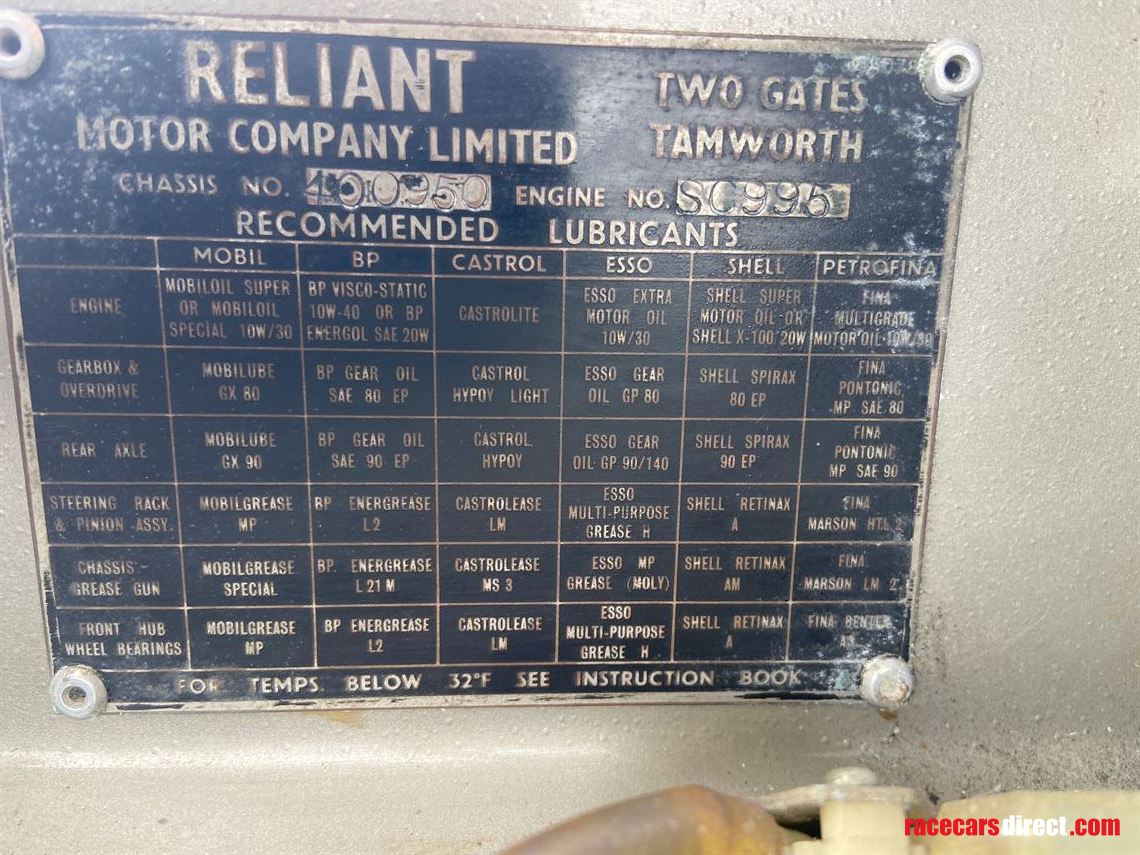 RELIANT
TWO GATES
MOTOR COMPANY LIMITED
TAMWORTH
CHASSIS NO. 400950 ENGINE NO. SC995
RECOMMENDED LUBRICANTS
MOBIL BP CASTROL ESSO SHELL PETROFINA
ENGINE
MOBILOIL SUPER
OR MOBILOIL
SPECIAL 10W/30
BP VISCO-STATIC
10W-40 OR BP
ENERGOL SAE 20W
CASTROLITE
ESSO EXTRA
MOTOR OIL
10W/30
SHELL SUPER
MOTOR OIL OR
SHELL X-100/20W
FINA
MULTIGRADE
MOTOR OIL 10W/30
GEARBOX &
OVERDRIVE
MOBILUBE
GX 80
BP GEAR OIL
SAE 80 EP
CASTROL
HYPOY LIGHT
ESSO GEAR
OIL GP 80
SHELL SPIRAX
80 EP
FINA
PONTONIC
MP SAE 80
REAR AXLE
MOBILUBE
GX 90
BP GEAR OIL
SAE 90 EP
CASTROL
HYPOY
ESSO GEAR
OIL GP 90/140
SHELL SPIRAX
90 EP
FINA
PONTONIC
MP SAE 90
STEERING RACK
& PINION ASSY.
MOBILGREASE
MP
BP ENERGREASE
L2
CASTROLEASE
LM
ESSO
MULTI-PURPOSE
GREASE H
SHELL RETINAX
A
FINA
MARSON HTL 2
CHASSIS -
GREASE GUN
MOBILGREASE
SPECIAL
BP ENERGREASE
L 21 M
CASTROLEASE
MS 3
ESSO MP
GREASE (MOLY)
SHELL RETINAX
AM
FINA
MARSON LM 2
FRONT HUB
WHEEL BEARINGS
MOBILGREASE
MP
BP ENERGREASE
L2
CASTROLEASE
LM
ESSO
MULTI-PURPOSE
GREASE H
SHELL RETINAX
A
FINA
FOR TEMPS BELOW 32°F SEE INSTRUCTION BOOK
racecarsdirect.com